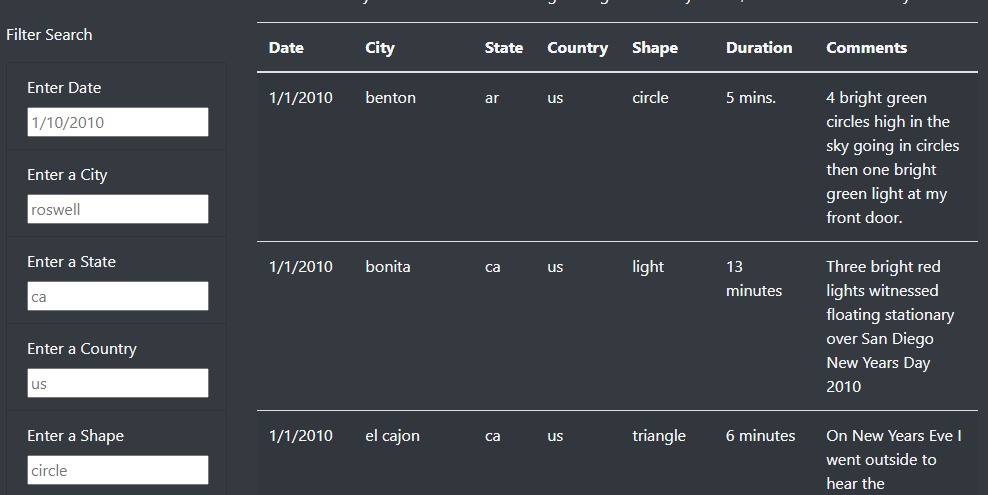 Filter Search
Enter Date
1/10/2010
Enter a City
roswell
Enter a State
ca
Enter a Country
us
Enter a Shape
circle
Date City State Country Shape Duration Comments
1/1/2010 benton ar us circle 5 mins. 4 bright green
circles high in the
sky going in circles
then one bright
green light at my
front door.
1/1/2010 bonita ca us light 13 Three bright red
minutes lights witnessed
floating stationary
over San Diego
New Years Day
2010
1/1/2010 el cajon ca us triangle 6 minutes On New Years Eve I
went outside to
hear the